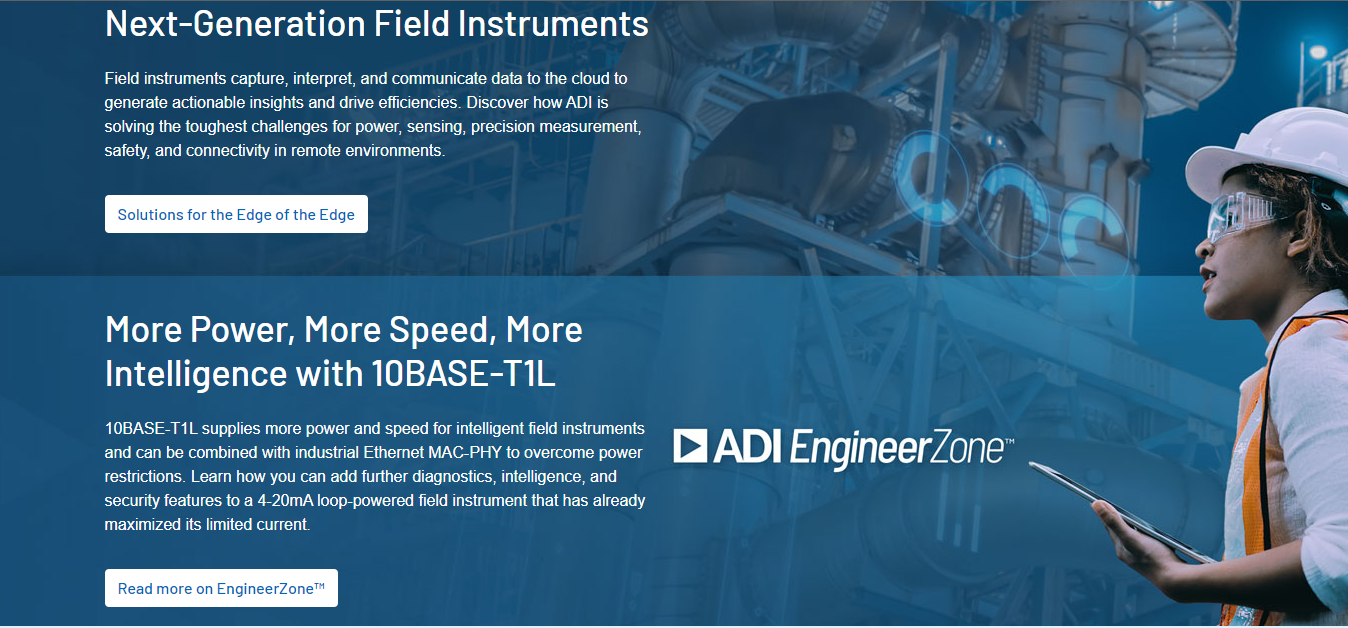 Next-Generation Field Instruments
Field instruments capture, interpret, and communicate data to the cloud to
generate actionable insights and drive efficiencies. Discover how ADI is
solving the toughest challenges for power, sensing, precision measurement,
safety, and connectivity in remote environments.
Solutions for the Edge of the Edge
More Power, More Speed, More
Intelligence with 10BASE-T1L
10BASE-T1L supplies more power and speed for intelligent field instruments
and can be combined with industrial Ethernet MAC-PHY to overcome power
restrictions. Learn how you can add further diagnostics, intelligence, and
security features to a 4-20mA loop-powered field instrument that has already
maximized its limited current.
ADI EngineerZone™
Read more on EngineerZone™